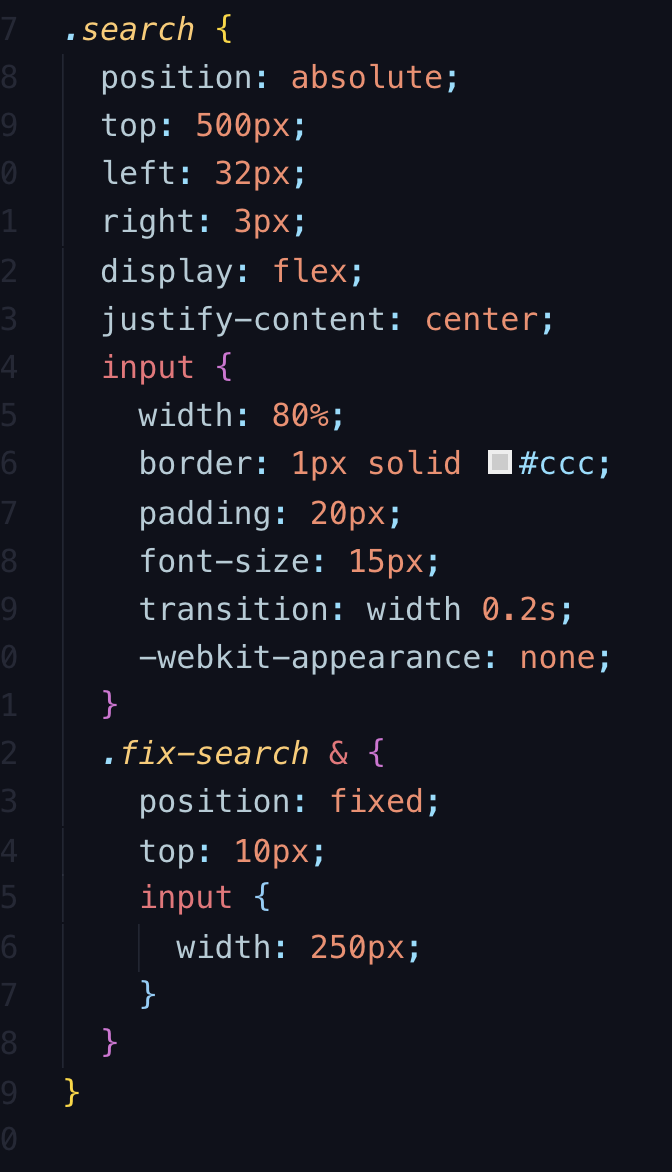 7 .search {
8 position: absolute;
9 top: 500px;
0 left: 32px;
1 right: 3px;
2 display: flex;
3 justify-content: center;
4 input {
5 width: 80%;
6 border: 1px solid #ccc;
7 padding: 20px;
8 font-size: 15px;
9 transition: width 0.2s;
0 -webkit-appearance: none;
1 }
2 .fix-search & {
3 position: fixed;
4 top: 10px;
5 input {
6 width: 250px;
7 }
8 }
9 }
0